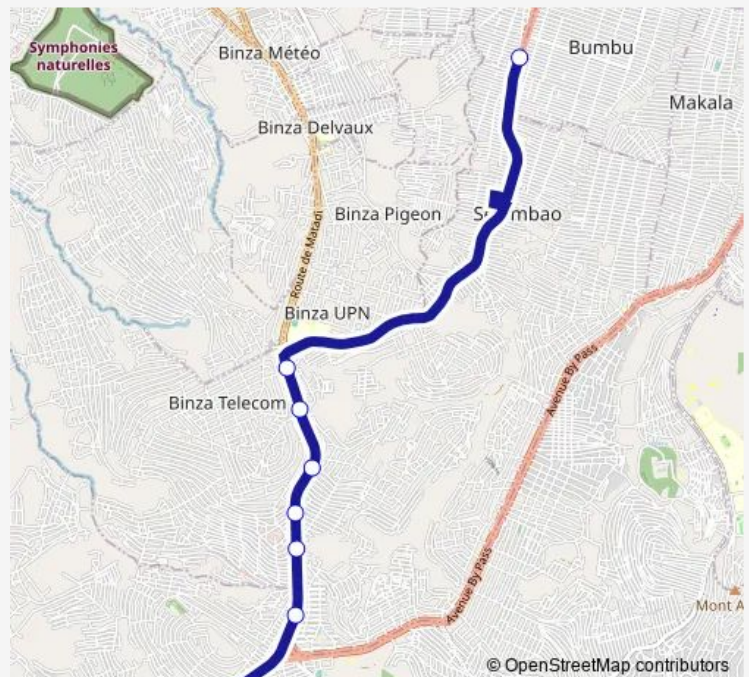 Symphonies
naturelles
Binza Météo
Bumbu
Makala
Binza Delvaux
Binza Pigeon
Route de Matadi
Binza UPN
Avenue By Pass
Binza Telecom
Avenue By Pass
Mont A
© OpenStreetMap contributors